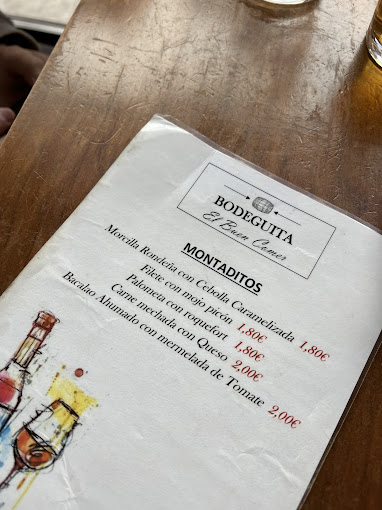 BODEGUITA
El Buen Comer
MONTADITOS
Morcilla Rondeña con Cebolla Caramelizada 1,80€
Filete con mojo picón 1,80€
Palometa con roquefort 1,80€
Carne mechada con Queso 2,00€
Bacalao Ahumado con mermelada de Tomate 2,00€